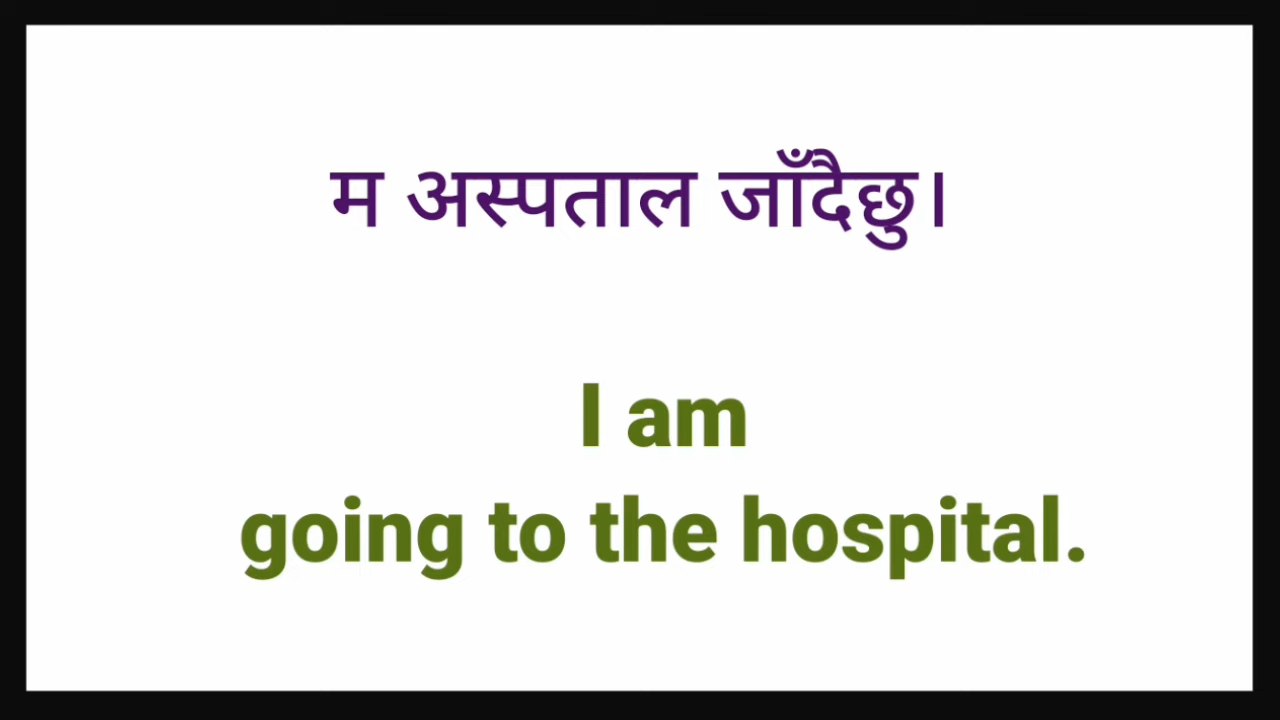 म अस्पताल जाँदैछु।
I am
going to the hospital.